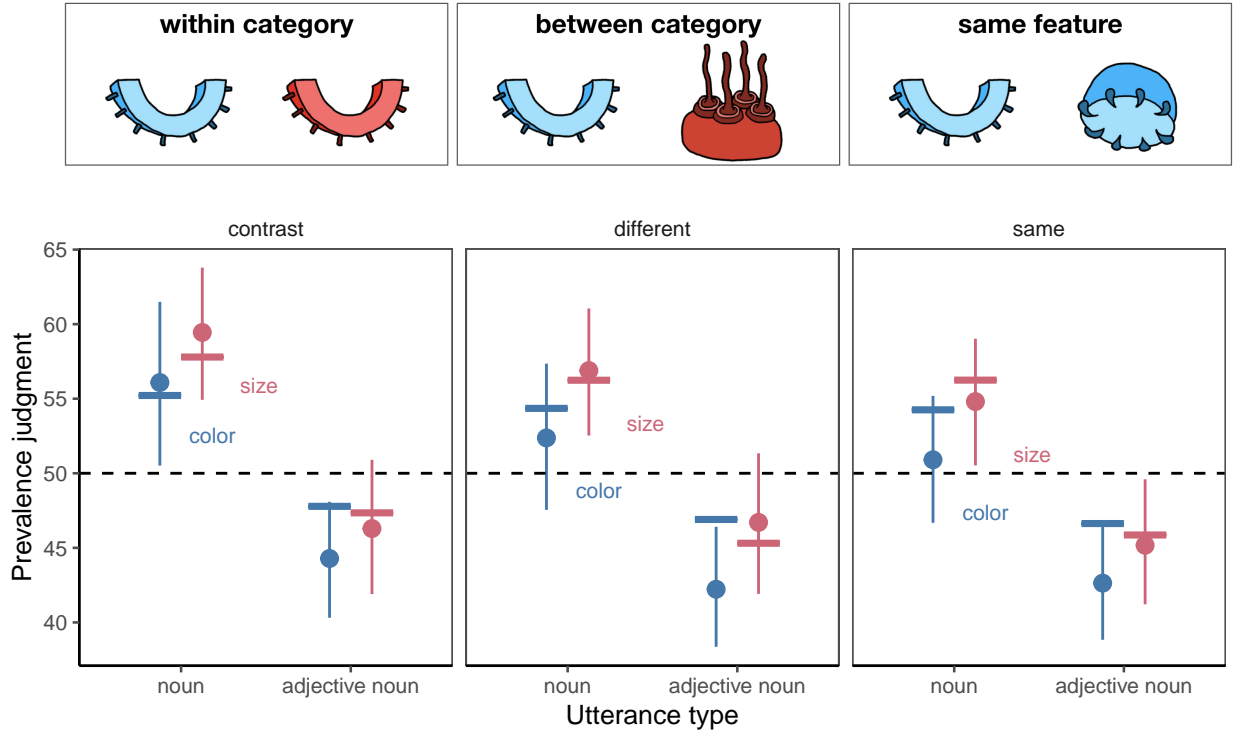 within category
between category
same feature
contrast
different
same
Prevalence judgment
65
60
55
50
45
40
size
color
size
color
size
color
noun
adjective noun
noun
adjective noun
noun
adjective noun
Utterance type